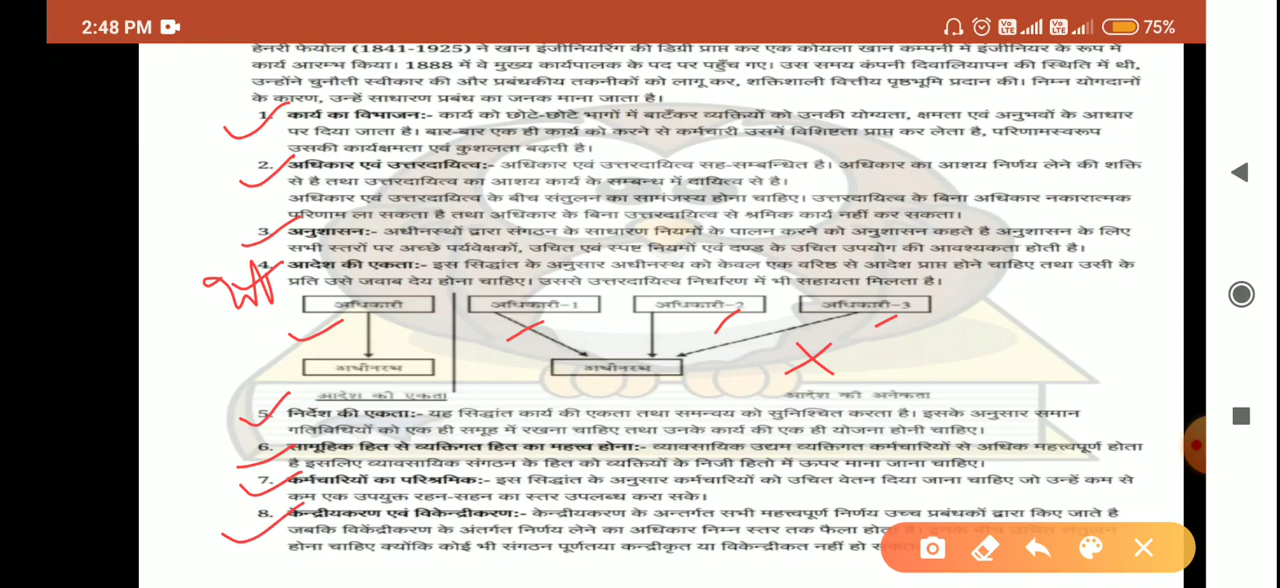 2:48 PM 75%
हेनरी फेयोल (1841-1925) ने खान इंजीनियरिंग की डिग्री प्राप्त कर एक कोयला खान कम्पनी में इंजीनियर के रूप में
कार्य आरम्भ किया। 1888 में वे मुख्य कार्यपालक के पद पर पहुँच गए। उस समय कंपनी दिवालियापन की स्थिति में थी,
उन्होंने चुनौती स्वीकार की और प्रबंधकीय तकनीकों को लागू कर, शक्तिशाली वित्तीय पृष्ठभूमि प्रदान की। निम्न योगदानों
के कारण, उन्हें साधारण प्रबंध का जनक माना जाता है।
1. कार्य का विभाजन:- कार्य को छोटे-छोटे भागों में बाटँकर व्यक्तियों को उनकी योग्यता, क्षमता एवं अनुभवों के आधार
पर दिया जाता है। बार-बार एक ही कार्य को करने से कर्मचारी उसमें विशिष्टता प्राप्त कर लेता है, परिणामस्वरूप
उसकी कार्यक्षमता एवं कुशलता बढ़ती है।
2. अधिकार एवं उत्तरदायित्व:- अधिकार एवं उत्तरदायित्व सह-सम्बन्धित है। अधिकार का आशय निर्णय लेने की शक्ति
से है तथा उत्तरदायित्व का आशय कार्य के सम्बन्ध में दायित्व से है।
अधिकार एवं उत्तरदायित्व के बीच संतुलन का सामंजस्य होना चाहिए। उत्तरदायित्व के बिना अधिकार नकारात्मक
परिणाम ला सकता है तथा अधिकार के बिना उत्तरदायित्व से श्रमिक कार्य नहीं कर सकता।
3. अनुशासन:- अधीनस्थों द्वारा संगठन के साधारण नियमों के पालन करने को अनुशासन कहते है अनुशासन के लिए
सभी स्तरों पर अच्छे पर्यवेक्षकों, उचित एवं स्पष्ट नियमों एवं दण्ड के उचित उपयोग की आवश्यकता होती है।
4. आदेश की एकता:- इस सिद्धांत के अनुसार अधीनस्थ को केवल एक वरिष्ठ से आदेश प्राप्त होने चाहिए तथा उसी के
प्रति उसे जवाब देय होना चाहिए। उससे उत्तरदायित्व निर्धारण में भी सहायता मिलता है।
अधिकारी अधिकारी-1 अधिकारी-2 अधिकारी-3
अधीनस्थ अधीनस्थ
आदेश की एकता आदेश की अनेकता
5. निर्देश की एकता:- यह सिद्धांत कार्य की एकता तथा समन्वय को सुनिश्चित करता है। इसके अनुसार समान
गतिविधियों को एक ही समूह में रखना चाहिए तथा उनके कार्य की एक ही योजना होनी चाहिए।
6. सामूहिक हित से व्यक्तिगत हित का महत्त्व होना:- व्यावसायिक उद्यम व्यक्तिगत कर्मचारियों से अधिक महत्त्वपूर्ण होता
है इसलिए व्यावसायिक संगठन के हित को व्यक्तियों के निजी हितो में ऊपर माना जाना चाहिए।
7. कर्मचारियों का परिश्रमिक:- इस सिद्धांत के अनुसार कर्मचारियों को उचित वेतन दिया जाना चाहिए जो उन्हें कम से
कम एक उपयुक्त रहन-सहन का स्तर उपलब्ध करा सके।
8. केन्द्रीयकरण एवं विकेन्द्रीकरण:- केन्द्रीयकरण के अन्तर्गत सभी महत्त्वपूर्ण निर्णय उच्च प्रबंधकों द्वारा किए जाते है
जबकि विकेंद्रीकरण के अंतर्गत निर्णय लेने का अधिकार निम्न स्तर तक फैला होता है। इनके बीच उचित संतुलन
होना चाहिए क्योंकि कोई भी संगठन पूर्णतया केन्द्रीकृत या विकेन्द्रीकत नहीं हो